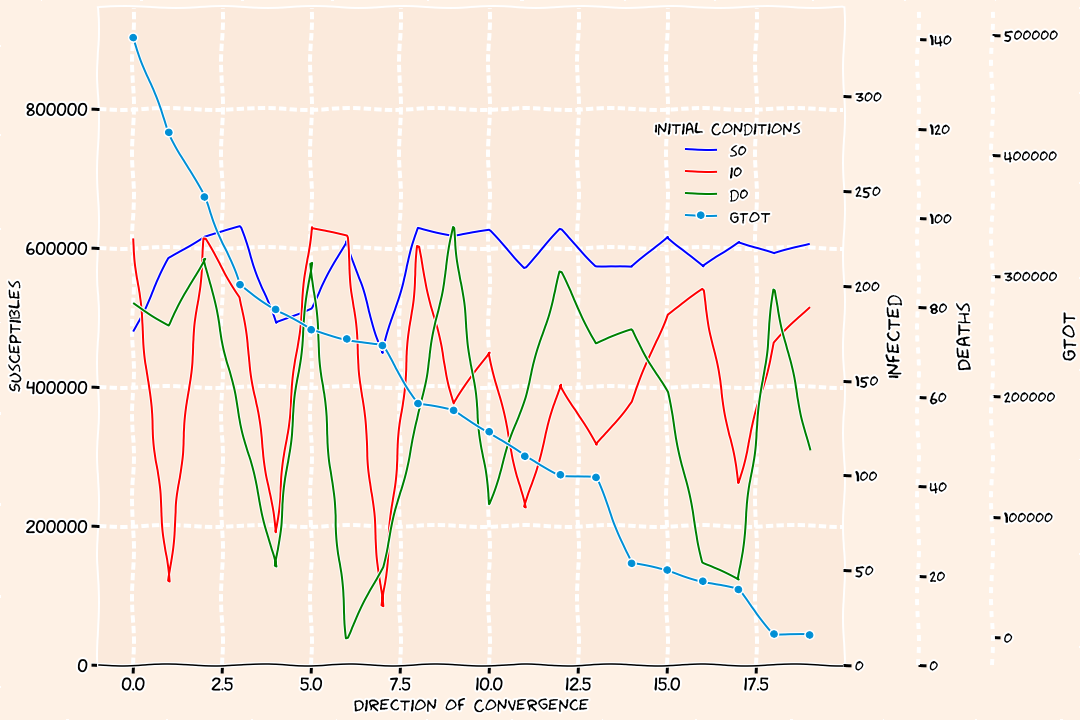 INITIAL CONDITIONS
S0
I0
D0
GTOT
SUSCEPTIBLES
800000
600000
400000
200000
0
0.0 2.5 5.0 7.5 10.0 12.5 15.0 17.5
DIRECTION OF CONVERGENCE
300
250
200
150
100
50
0
INFECTED
140
120
100
80
60
40
20
0
DEATHS
500000
400000
300000
200000
100000
0
GTOT